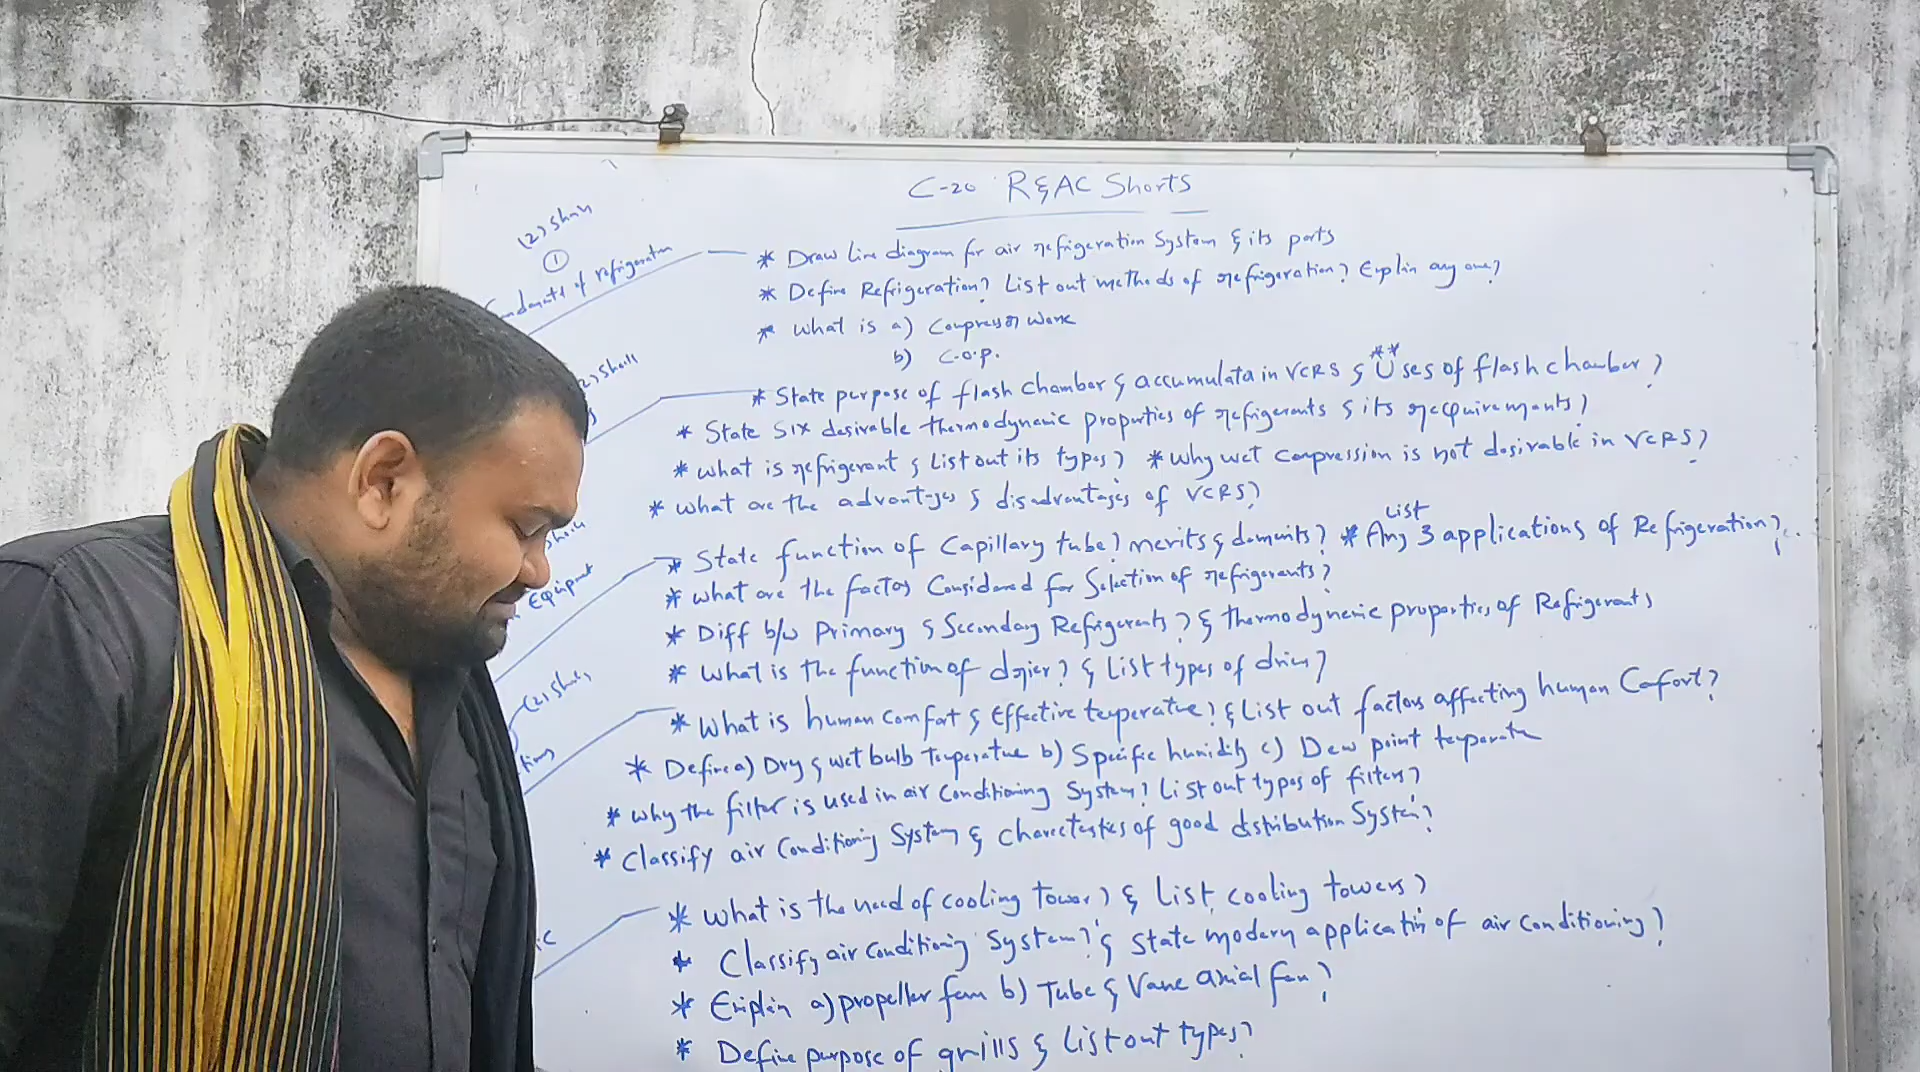 C-20 R&AC Shorts
(2) Shorts
①
of refrigeration
* Draw line diagram for air refrigeration System & its parts
* Define Refrigeration? List out methods of refrigeration? Explain any one?
* What is a) Compressor Work
b) C.O.P.
(2) Shorts
* State purpose of flash chamber & accumulata in VCRS & ** Uses of flash chamber?
* State six desirable thermodynamic properties of refrigerants & its requirements?
* what is refrigerant & List out its types? * Why wet compression is not desirable in VCRS?
* what are the advantages & disadvantages of VCRS?
* State function of Capillary tube? merits & demerits? * List Any 3 applications of Refrigeration?
Equipment
* what are the factors Considered for Selection of refrigerants?
* Diff b/w Primary & Secondary Refrigerants? & thermodynamic properties of Refrigerants
* What is the function of drier? & List types of driers?
(2) Shorts
* What is human comfort & Effective temperature? & List out factors affecting human Cofort?
* Define a) Dry & wet bulb Temperature b) Specific humidity c) Dew point temperature
* why the filter is used in air Conditioning System? List out types of filters?
* Classify air Conditioning System & charectestics of good distribution System?
* What is the need of cooling tower? & List cooling towers?
* Classify air conditioning System? & State modern application of air conditioning?
* Explain a) propeller fan b) Tube & Vane axial fan?
* Define purpose of grills & List out types?